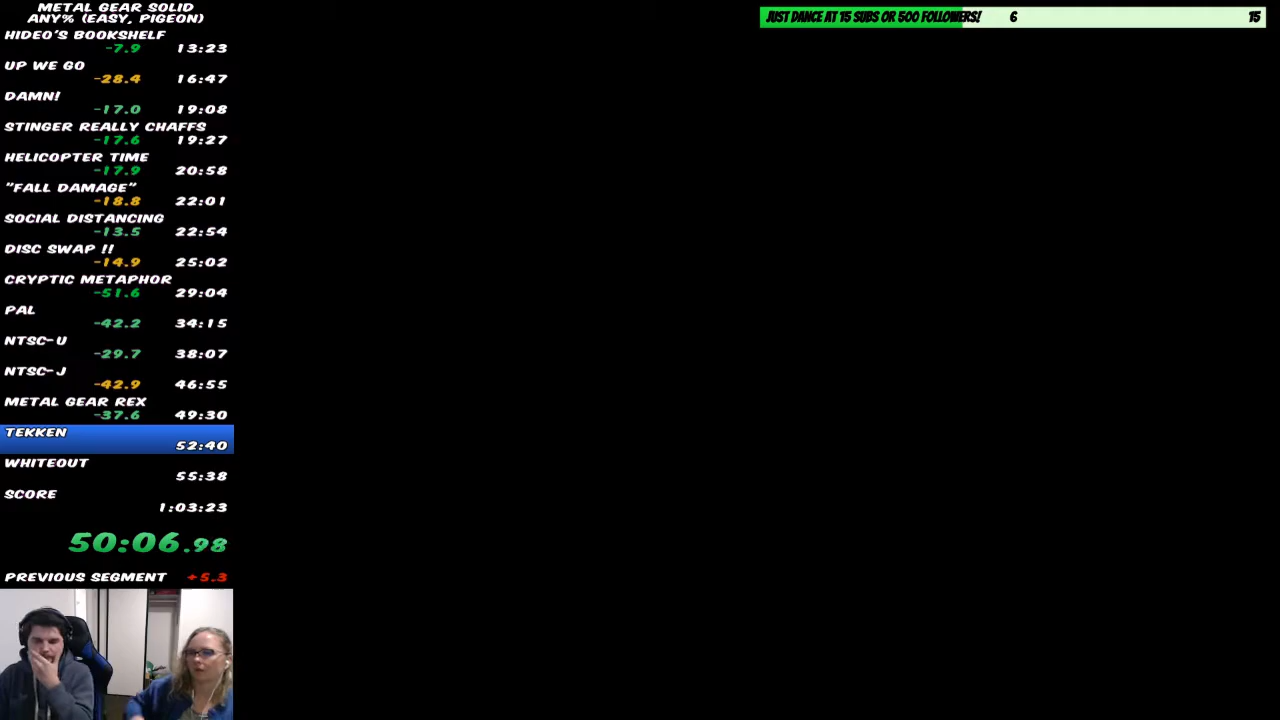 METAL GEAR SOLID
ANY% (EASY, PIGEON)
HIDEO'S BOOKSHELF
-7.9 13:23
UP WE GO
-28.4 16:47
DAMN!
-17.0 19:08
STINGER REALLY CHAFFS
-17.6 19:27
HELICOPTER TIME
-17.9 20:58
"FALL DAMAGE"
-18.8 22:01
SOCIAL DISTANCING
-13.5 22:54
DISC SWAP !!
-14.9 25:02
CRYPTIC METAPHOR
-51.6 29:04
PAL
-42.2 34:15
NTSC-U
-29.7 38:07
NTSC-J
-42.9 46:55
METAL GEAR REX
-37.6 49:30
TEKKEN
52:40
WHITEOUT
55:38
SCORE
1:03:23
50:06.98
PREVIOUS SEGMENT +5.3
JUST DANCE AT 15 SUBS OR 500 FOLLOWERS! 6 15